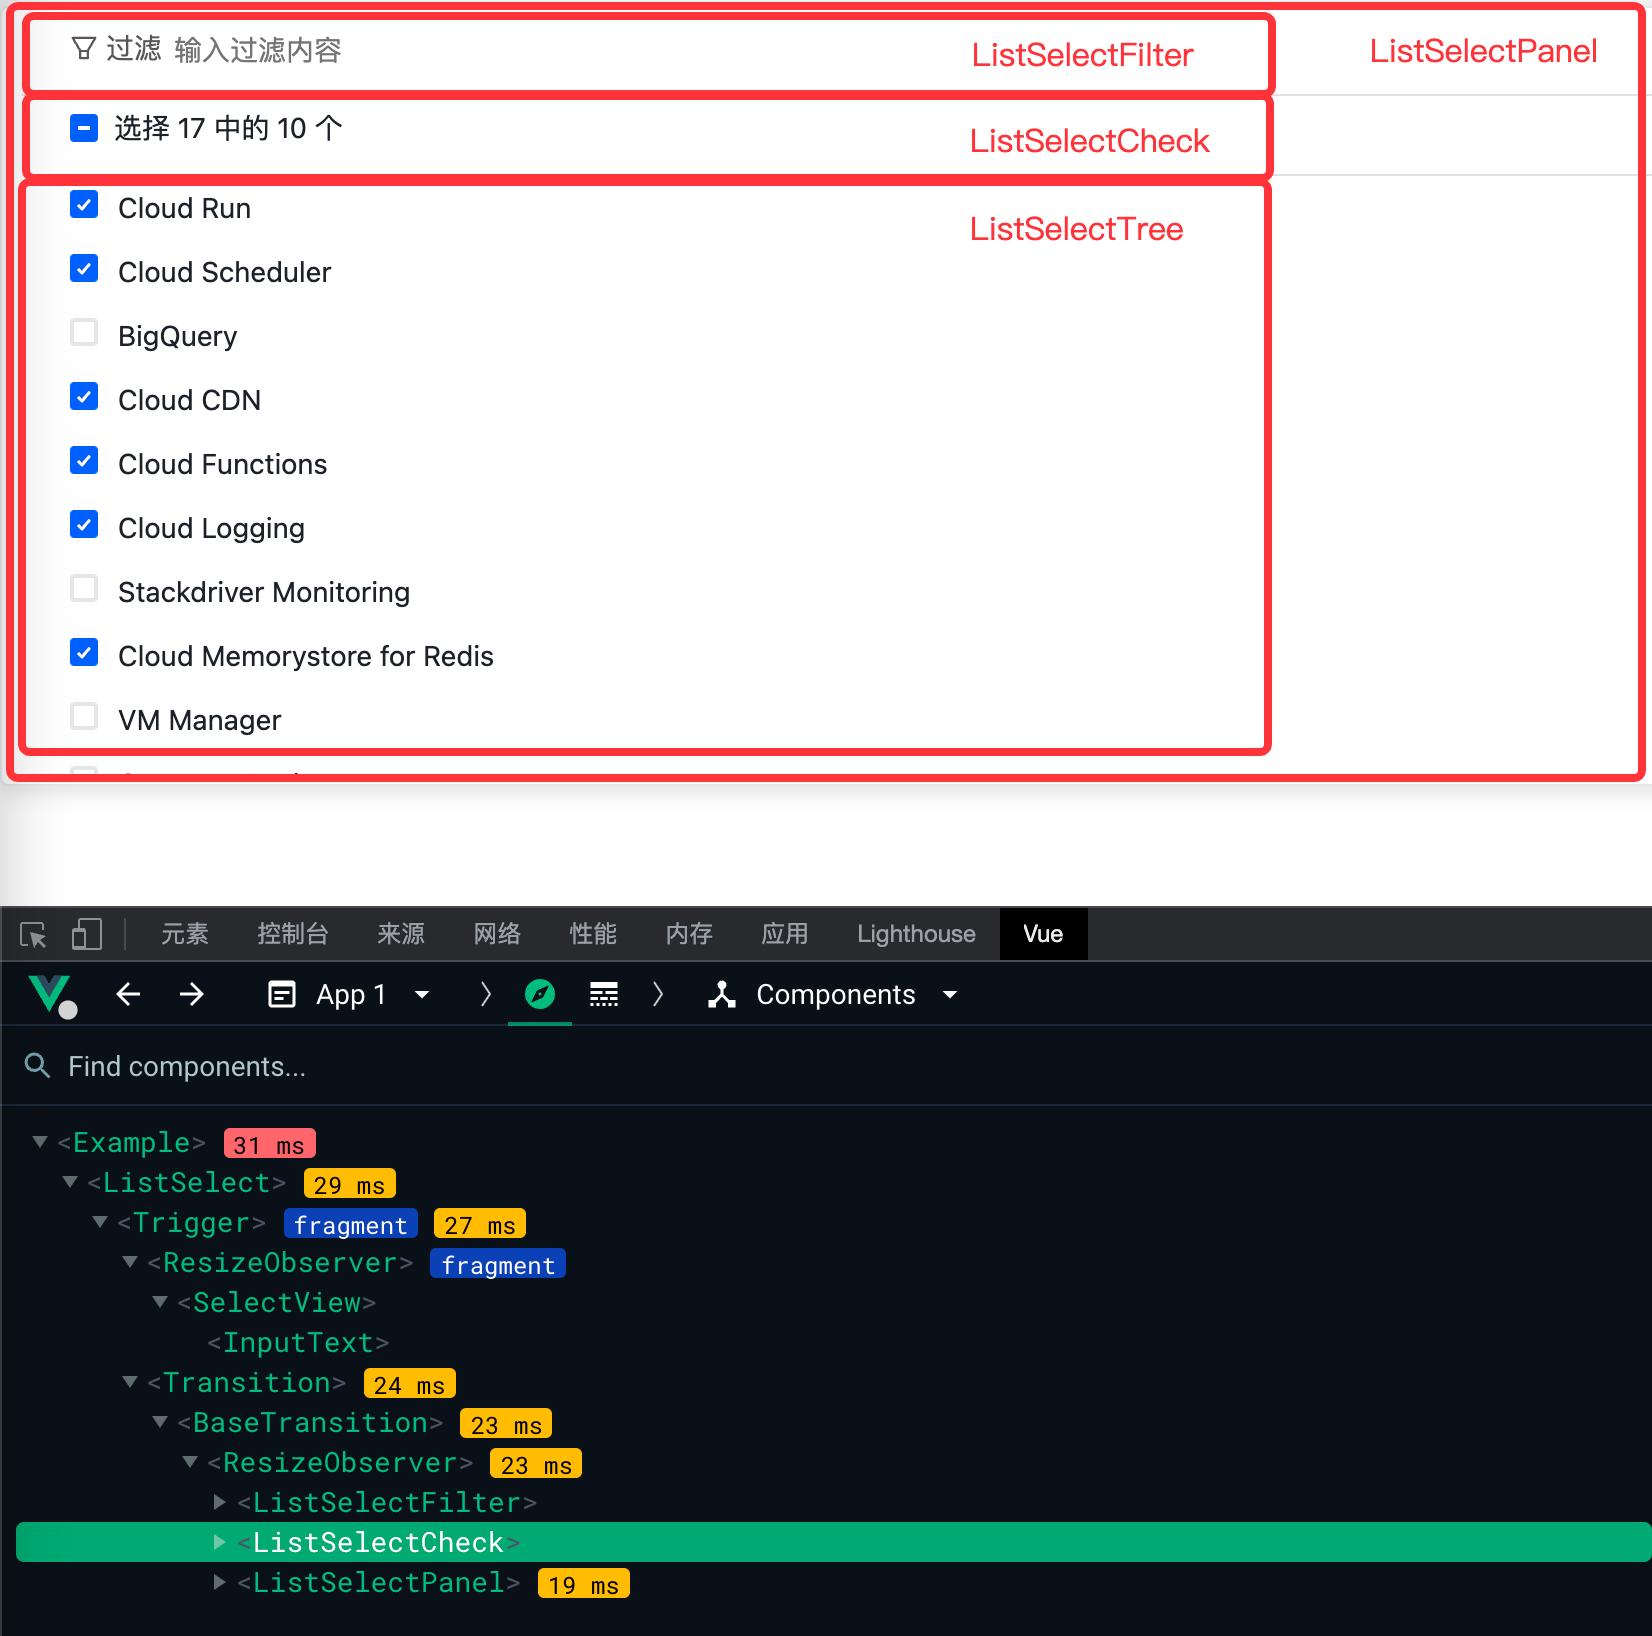 过滤 输入过滤内容 ListSelectFilter ListSelectPanel
选择 17 中的 10 个 ListSelectCheck
Cloud Run ListSelectTree
Cloud Scheduler
BigQuery
Cloud CDN
Cloud Functions
Cloud Logging
Stackdriver Monitoring
Cloud Memorystore for Redis
VM Manager
元素 控制台 来源 网络 性能 内存 应用 Lighthouse Vue
App 1 Components
Find components...
<Example> 31 ms
<ListSelect> 29 ms
<Trigger> fragment 27 ms
<ResizeObserver> fragment
<SelectView>
<InputText>
<Transition> 24 ms
<BaseTransition> 23 ms
<ResizeObserver> 23 ms
<ListSelectFilter>
<ListSelectCheck>
<ListSelectPanel> 19 ms